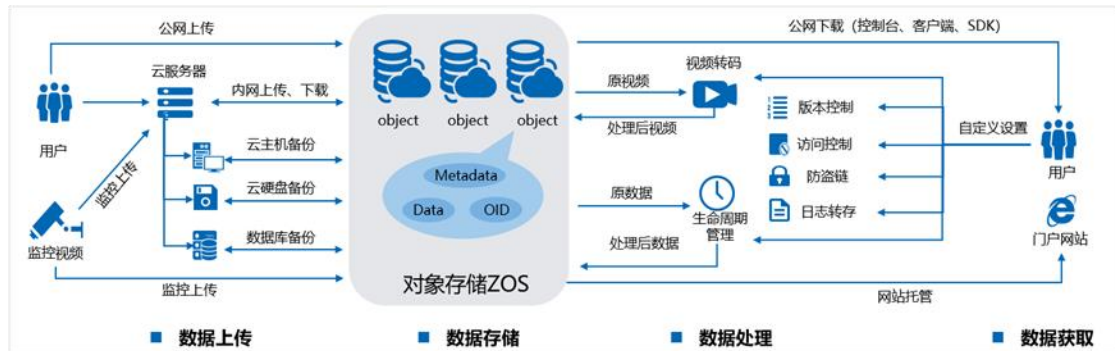 公网上传
公网下载（控制台、客户端、SDK）
云服务器
视频转码
内网上传、下载
原视频
版本控制
object
object
object
处理后视频
自定义设置
用户
云主机备份
访问控制
监控上传
Metadata
用户
云硬盘备份
防盗链
Data
OID
原数据
日志转存
生命周期
管理
监控视频
数据库备份
处理后数据
门户网站
监控上传
对象存储ZOS
网站托管
■ 数据上传
■ 数据存储
■ 数据处理
■ 数据获取